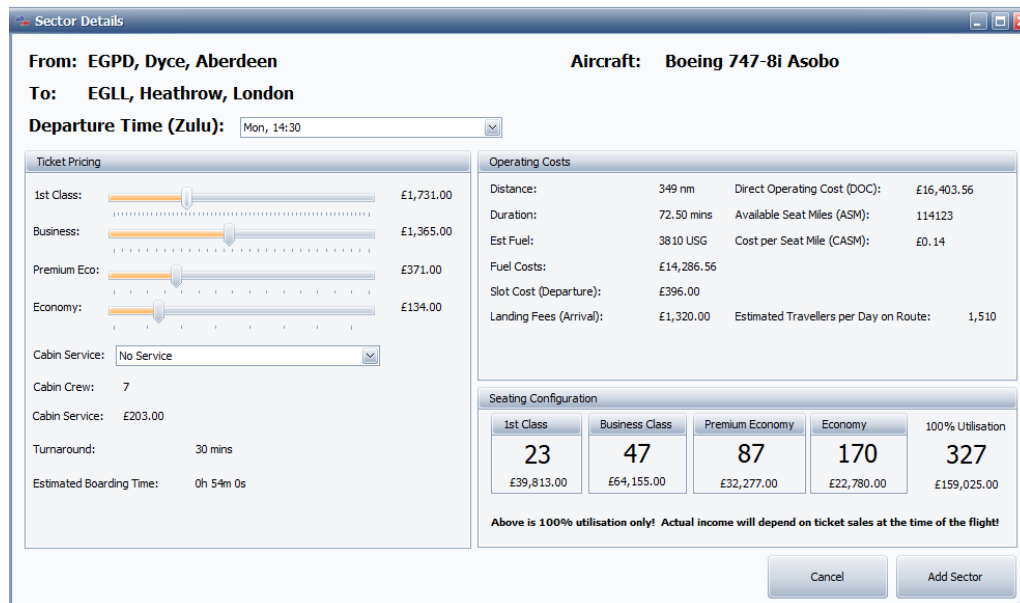 Sector Details
From: EGPD, Dyce, Aberdeen
Aircraft: Boeing 747-8i Asobo
To: EGLL, Heathrow, London
Departure Time (Zulu): Mon, 14:30
Ticket Pricing
1st Class: £1,731.00
Business: £1,365.00
Premium Eco: £371.00
Economy: £134.00
Cabin Service: No Service
Cabin Crew: 7
Cabin Service: £203.00
Turnaround: 30 mins
Estimated Boarding Time: 0h 54m 0s
Operating Costs
Distance: 349 nm Direct Operating Cost (DOC): £16,403.56
Duration: 72.50 mins Available Seat Miles (ASM): 114123
Est Fuel: 3810 USG Cost per Seat Mile (CASM): £0.14
Fuel Costs: £14,286.56
Slot Cost (Departure): £396.00
Landing Fees (Arrival): £1,320.00 Estimated Travellers per Day on Route: 1,510
Seating Configuration
1st Class Business Class Premium Economy Economy 100% Utilisation
23 47 87 170 327
£39,813.00 £64,155.00 £32,277.00 £22,780.00 £159,025.00
Above is 100% utilisation only! Actual income will depend on ticket sales at the time of the flight!
Cancel Add Sector